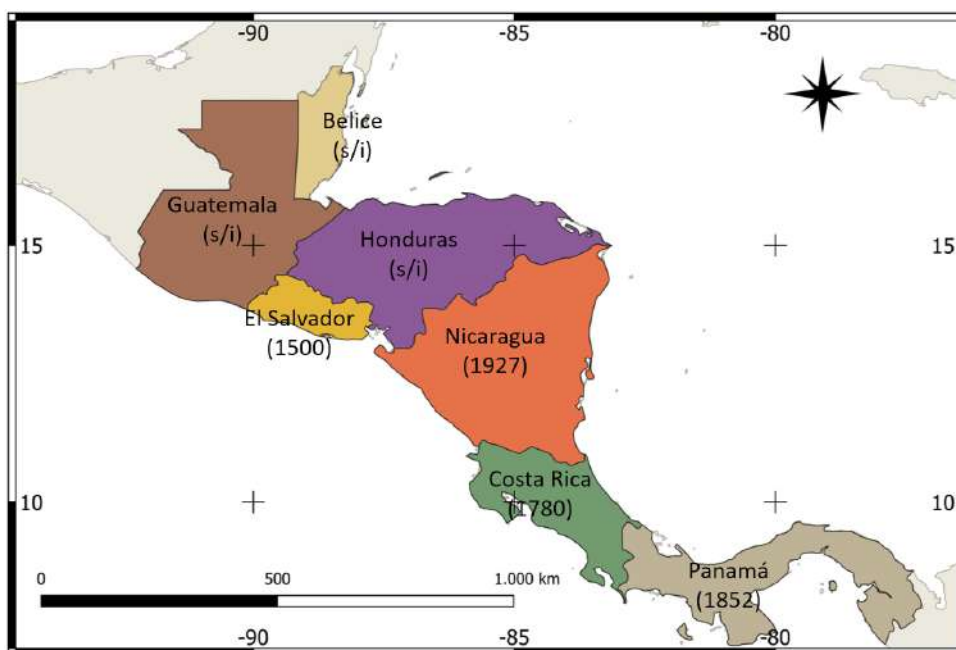 -90 -85 -80
Belice
(s/i)
Guatemala
(s/i)
15 15
Honduras
(s/i)
El Salvador
(1500)
Nicaragua
(1927)
Costa Rica
(1780)
10 10
Panamá
(1852)
0 500 1.000 km
-90 -85 -80